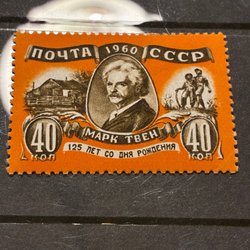 ПОЧТА 1960 СССР
МАРК ТВЕН
40 КОП 40 КОП
125 ЛЕТ СО ДНЯ РОЖДЕНИЯ